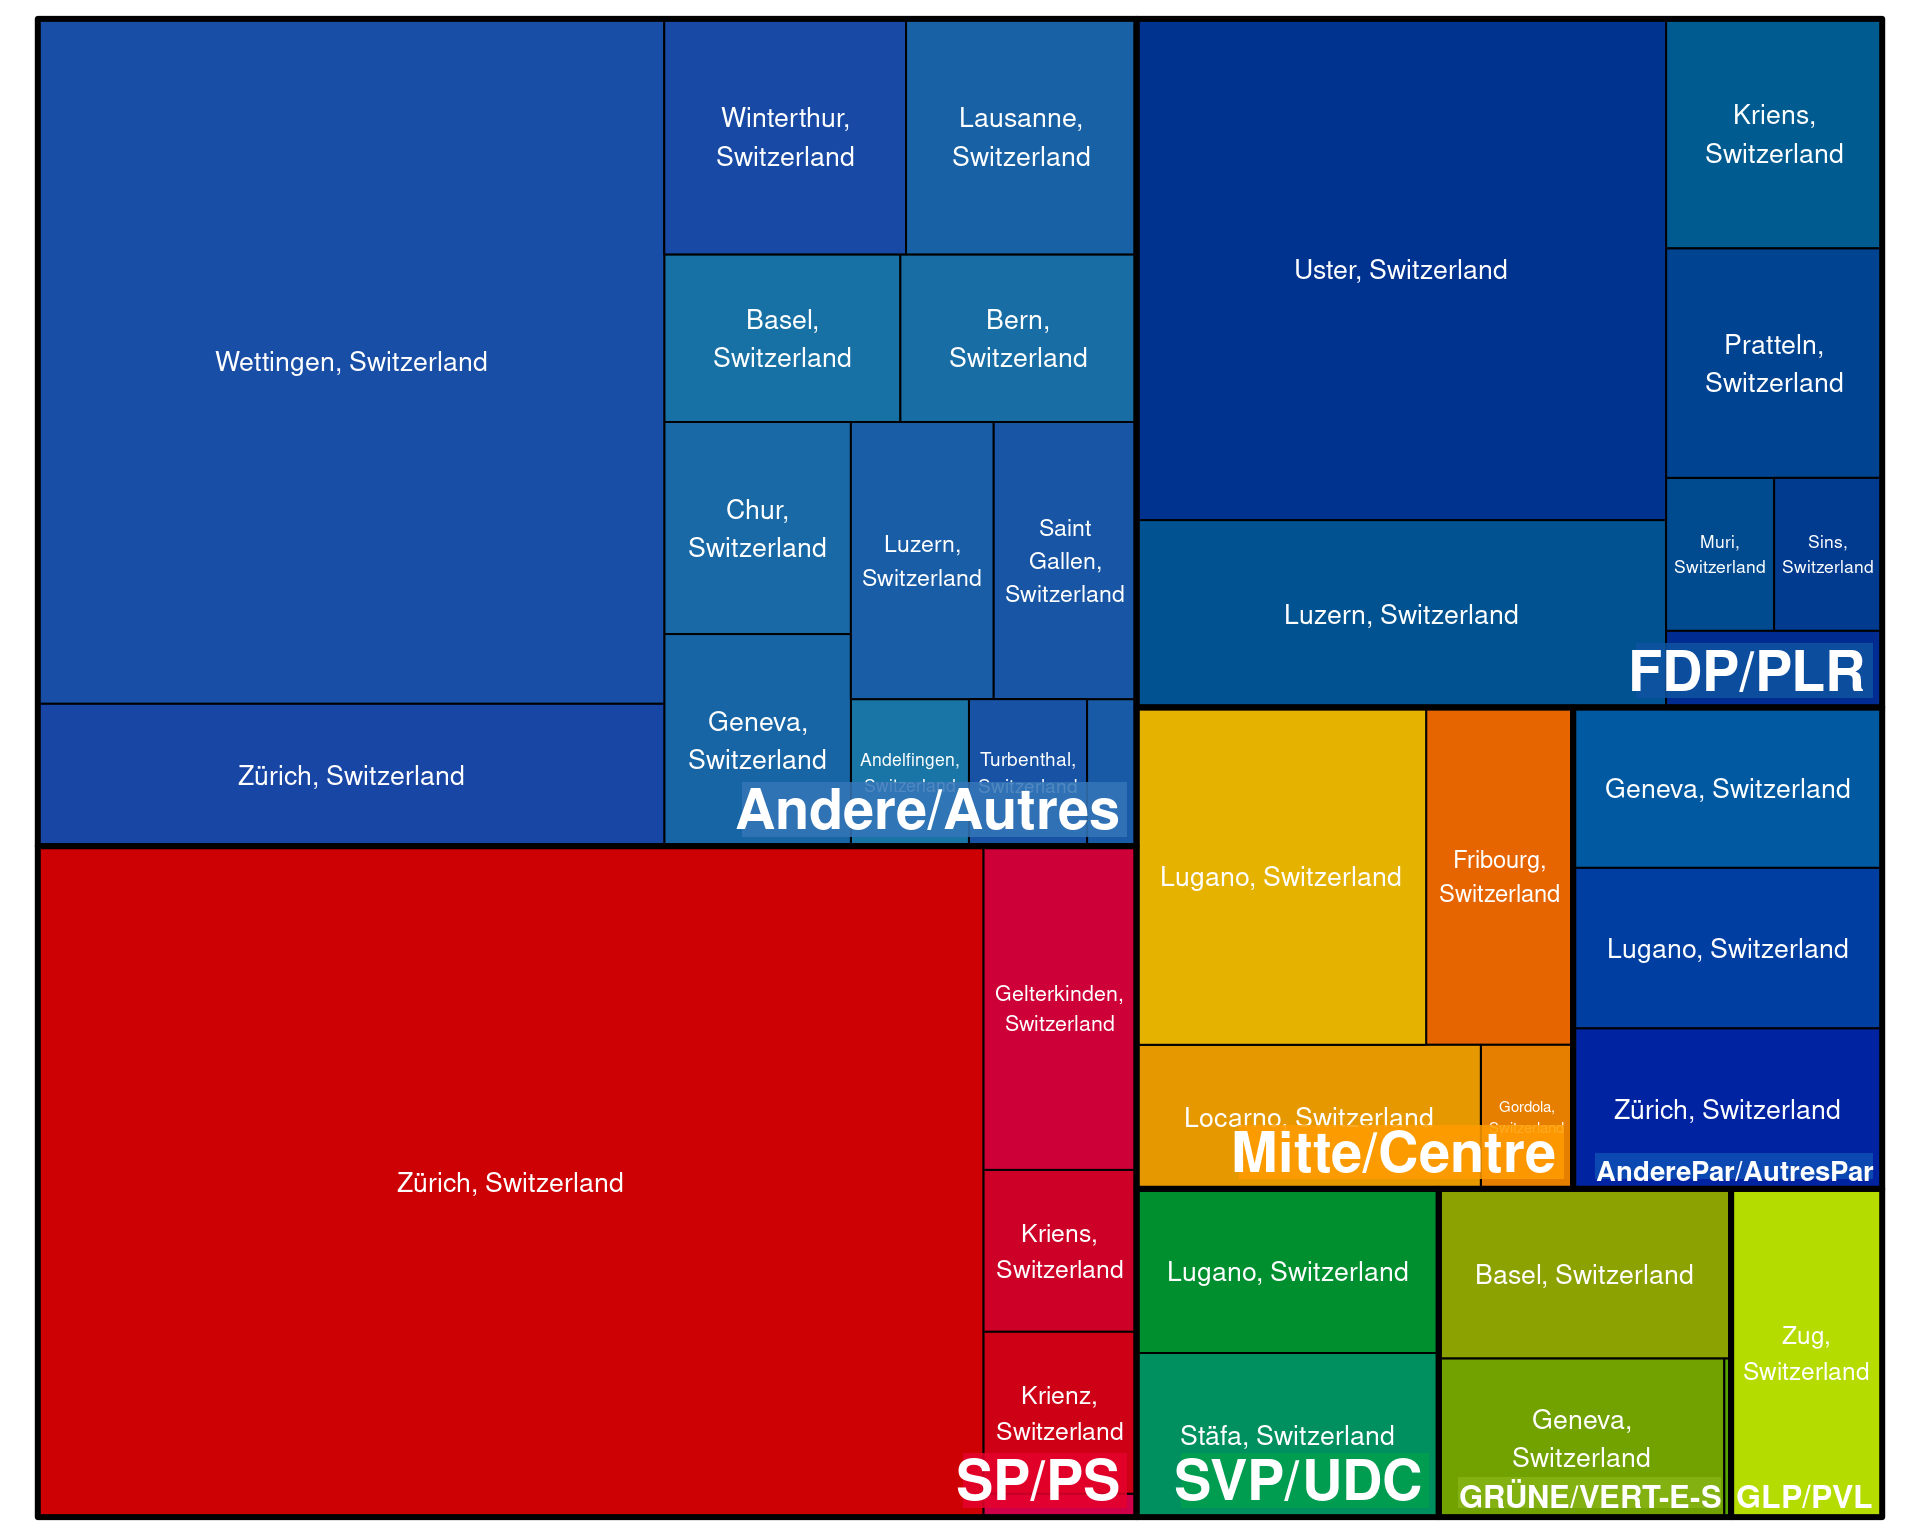 Wettingen, Switzerland
Zürich, Switzerland
Winterthur,
Switzerland
Lausanne,
Switzerland
Basel,
Switzerland
Bern,
Switzerland
Chur,
Switzerland
Geneva,
Switzerland
Luzern,
Switzerland
Saint
Gallen,
Switzerland
Andelfingen,
Switzerland
Turbenthal,
Switzerland
Andere/Autres
Uster, Switzerland
Luzern, Switzerland
Kriens,
Switzerland
Pratteln,
Switzerland
Muri,
Switzerland
Sins,
Switzerland
FDP/PLR
Zürich, Switzerland
Gelterkinden,
Switzerland
Kriens,
Switzerland
Krienz,
Switzerland
SP/PS
Lugano, Switzerland
Fribourg,
Switzerland
Locarno, Switzerland
Gordola,
Switzerland
Mitte/Centre
Geneva, Switzerland
Lugano, Switzerland
Zürich, Switzerland
AnderePar/AutresPar
Lugano, Switzerland
Stäfa, Switzerland
SVP/UDC
Basel, Switzerland
Geneva,
Switzerland
GRÜNE/VERT-E-S
Zug,
Switzerland
GLP/PVL